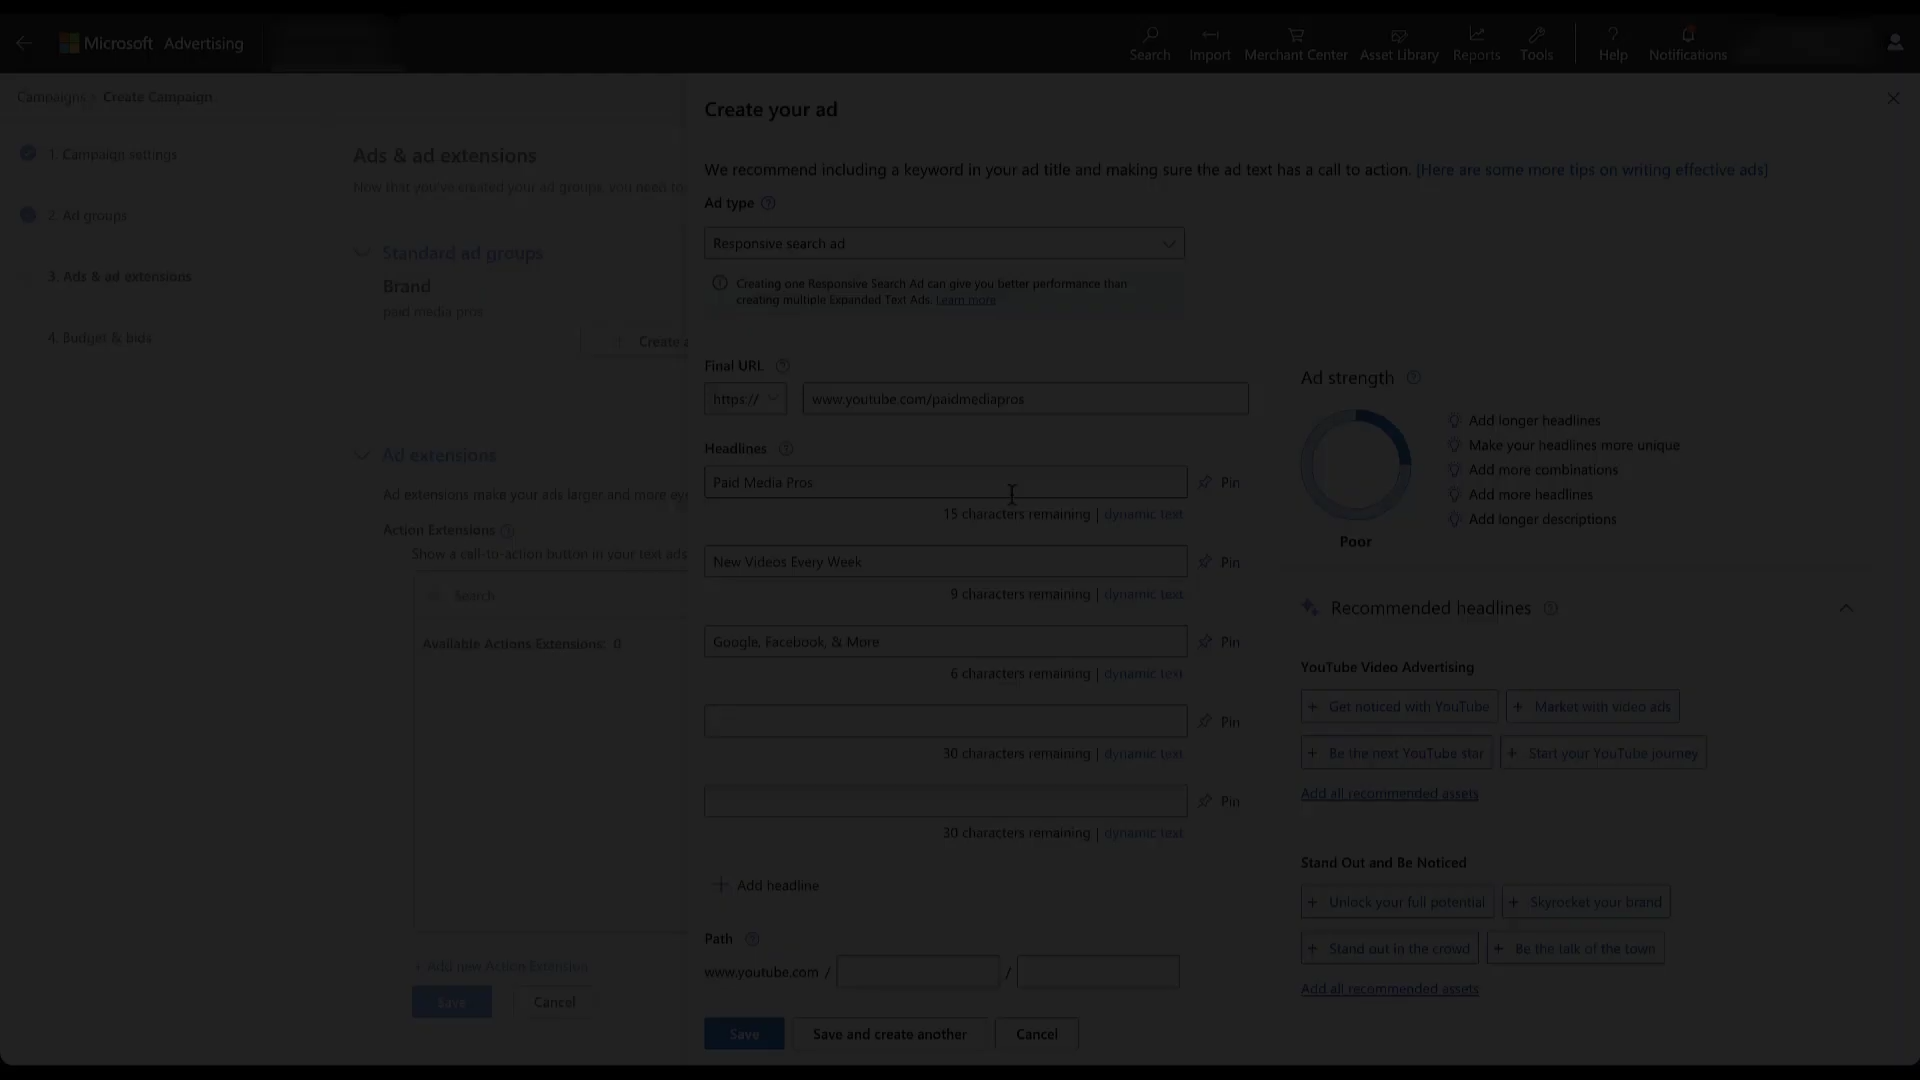 Microsoft Advertising
Search
Import
Merchant Center
Asset Library
Reports
Tools
Help
Notifications
Campaigns > Create Campaign
1. Campaign settings
2. Ad groups
3. Ads & ad extensions
4. Budget & bids
Ads & ad extensions
Now that you've created your ad groups, you need to
Standard ad groups
Brand
paid media pros
Create a
Ad extensions
Ad extensions make your ads larger and more ey
Action Extensions
Show a call-to-action button in your text ads
Search
Available Actions Extensions: 0
+ Add new Action Extension
Save
Cancel
Create your ad
We recommend including a keyword in your ad title and making sure the ad text has a call to action. [Here are some more tips on writing effective ads]
Ad type
Responsive search ad
Creating one Responsive Search Ad can give you better performance than
creating multiple Expanded Text Ads. Learn more
Final URL
https://
www.youtube.com/paidmediapros
Headlines
Paid Media Pros
Pin
15 characters remaining | dynamic text
New Videos Every Week
Pin
9 characters remaining | dynamic text
Google, Facebook, & More
Pin
6 characters remaining | dynamic text
Pin
30 characters remaining | dynamic text
Pin
30 characters remaining | dynamic text
+ Add headline
Path
www.youtube.com /
/
Save
Save and create another
Cancel
Ad strength
Poor
Add longer headlines
Make your headlines more unique
Add more combinations
Add more headlines
Add longer descriptions
Recommended headlines
YouTube Video Advertising
+ Get noticed with YouTube
+ Market with video ads
+ Be the next YouTube star
+ Start your YouTube journey
Add all recommended assets
Stand Out and Be Noticed
+ Unlock your full potential
+ Skyrocket your brand
+ Stand out in the crowd
+ Be the talk of the town
Add all recommended assets